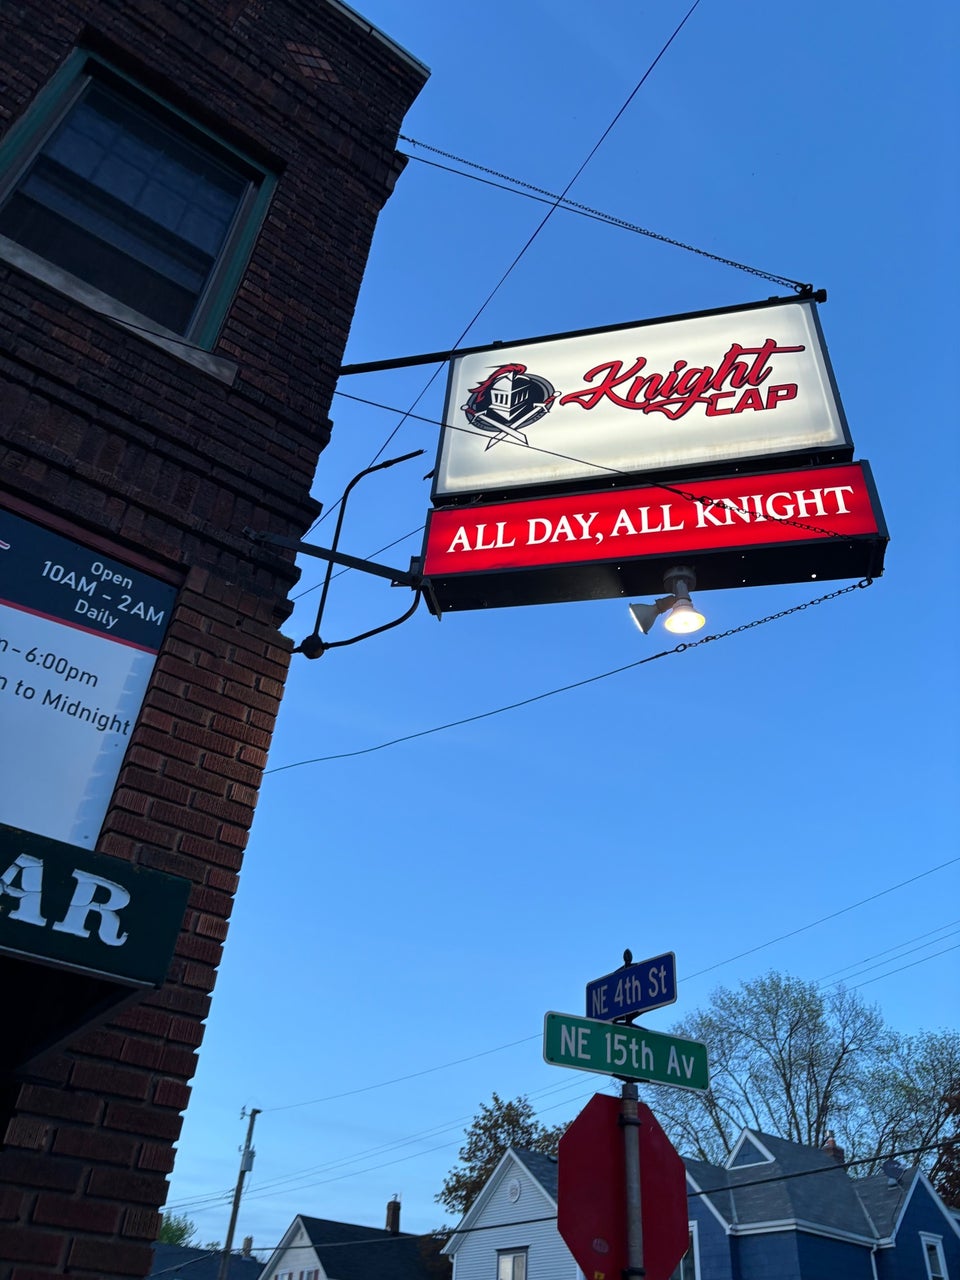 Knight
CAP
ALL DAY, ALL KNIGHT
Open
10AM - 2AM
Daily
- 6:00pm
to Midnight
AR
NE 4th St
NE 15th Av